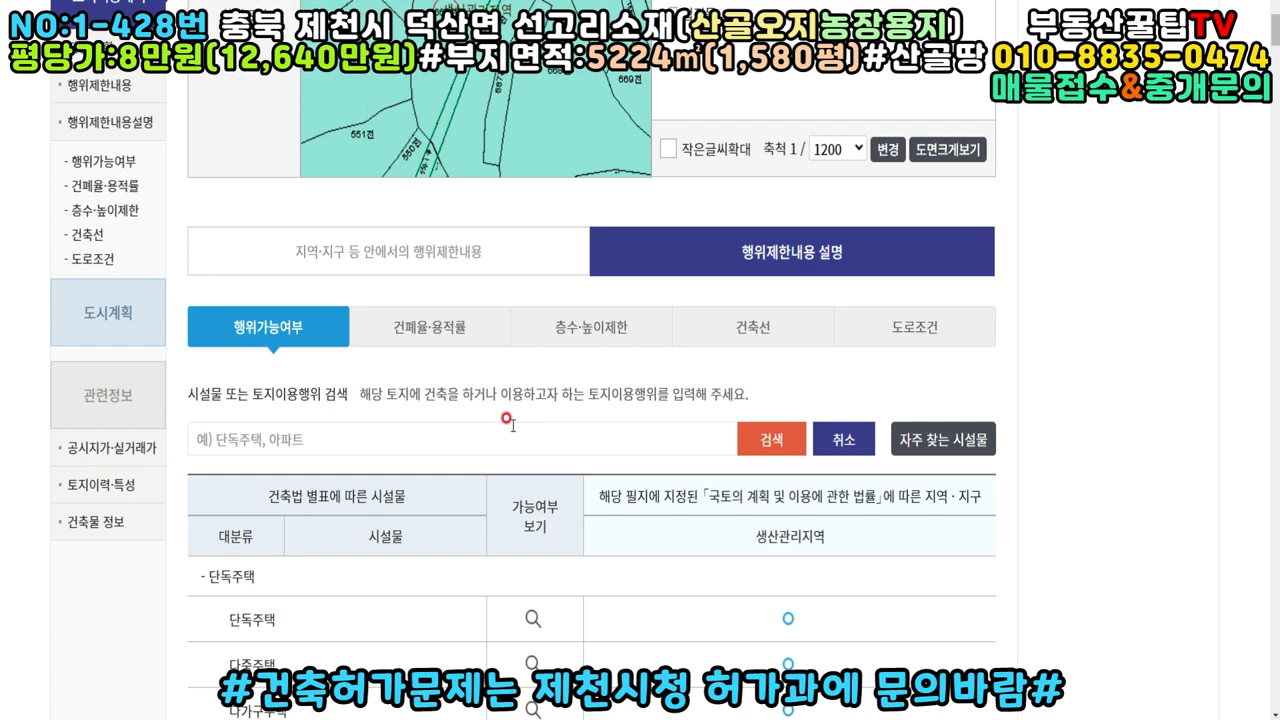 NO:1-428번 충북 제천시 덕산면 선고리소재(산골오지농장용지)
부동산꿀팁TV
평당가:8만원(12,640만원)#부지면적:5224㎡(1,580평)#산골땅 010-8835-0474
매물접수&중개문의
행위제한내용
행위제한내용설명
- 행위가능여부
- 건폐율·용적률
- 층수·높이제한
- 건축선
- 도로조건
도시계획
관련정보
공시지가·실거래가
토지이력·특성
건축물 정보
551전
550전
669전
작은글씨확대 축척 1 / 1200 변경 도면크게보기
지역·지구 등 안에서의 행위제한내용
행위제한내용 설명
행위가능여부 건폐율·용적률 층수·높이제한 건축선 도로조건
시설물 또는 토지이용행위 검색 해당 토지에 건축을 하거나 이용하고자 하는 토지이용행위를 입력해 주세요.
예) 단독주택, 아파트 검색 취소 자주 찾는 시설물
건축법 별표에 따른 시설물
가능여부 보기
해당 필지에 지정된 「국토의 계획 및 이용에 관한 법률」에 따른 지역 · 지구
대분류 시설물 생산관리지역
- 단독주택
단독주택
다중주택
다가구주택
#건축허가문제는 제천시청 허가과에 문의바람#